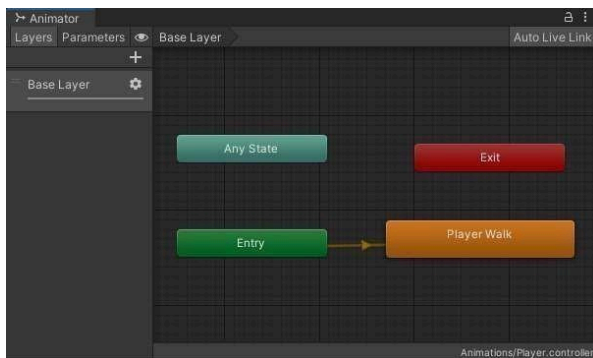 Animator
Layers Parameters Base Layer Auto Live Link
Base Layer
Any State
Exit
Player Walk
Entry
Animations/Player.controller